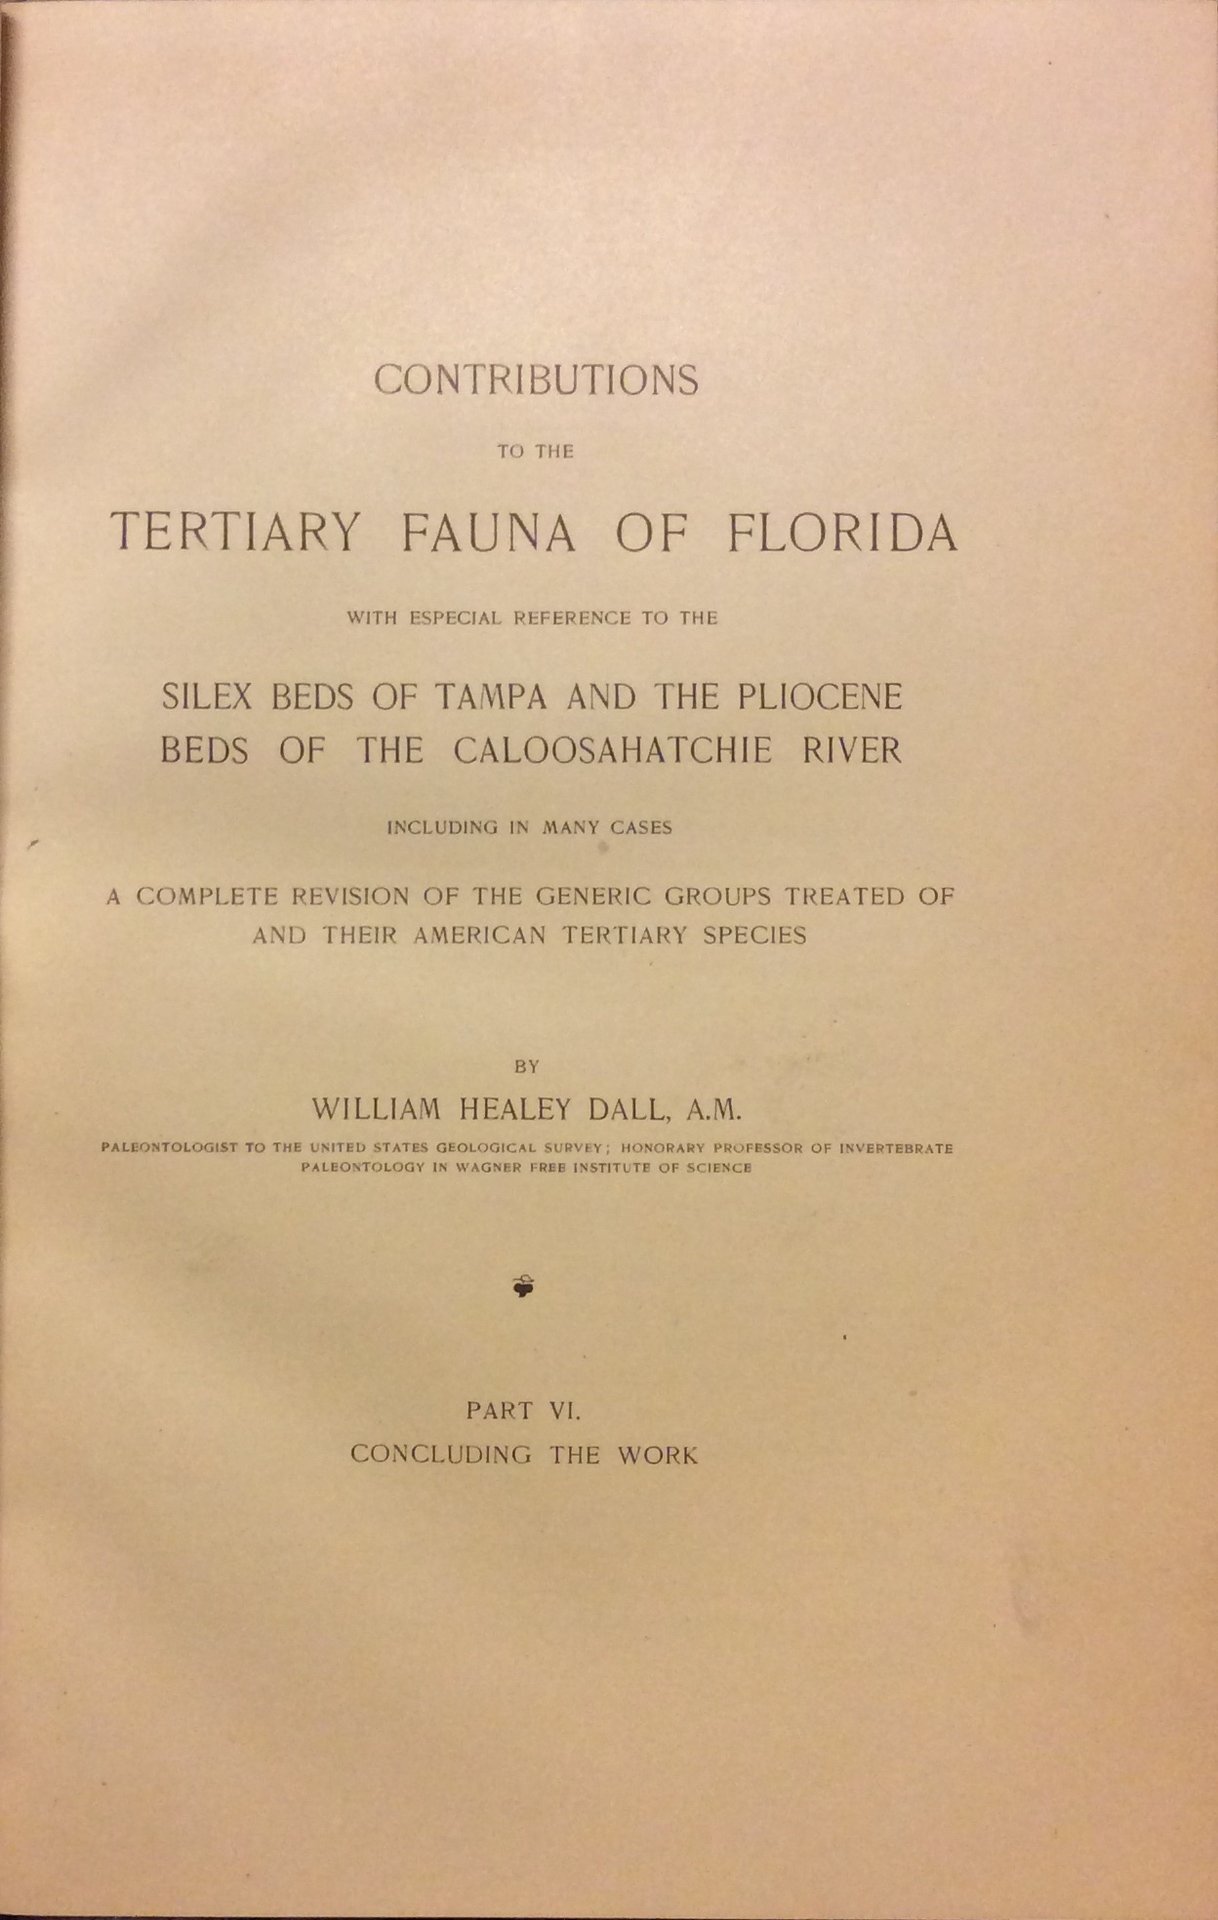 CONTRIBUTIONS
TO THE
TERTIARY FAUNA OF FLORIDA
WITH ESPECIAL REFERENCE TO THE
SILEX BEDS OF TAMPA AND THE PLIOCENE
BEDS OF THE CALOOSAHATCHIE RIVER
INCLUDING IN MANY CASES
A COMPLETE REVISION OF THE GENERIC GROUPS TREATED OF
AND THEIR AMERICAN TERTIARY SPECIES
BY
WILLIAM HEALEY DALL, A.M.
PALEONTOLOGIST TO THE UNITED STATES GEOLOGICAL SURVEY; HONORARY PROFESSOR OF INVERTEBRATE
PALEONTOLOGY IN WAGNER FREE INSTITUTE OF SCIENCE
PART VI.
CONCLUDING THE WORK